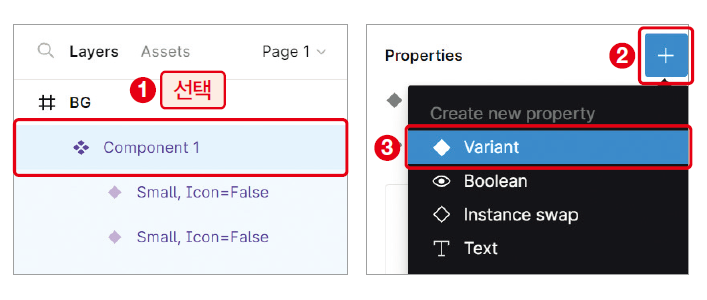 Layers Assets Page 1
1 선택
BG
Component 1
Small, Icon=False
Small, Icon=False
Properties
2
Create new property
3 Variant
Boolean
Instance swap
Text